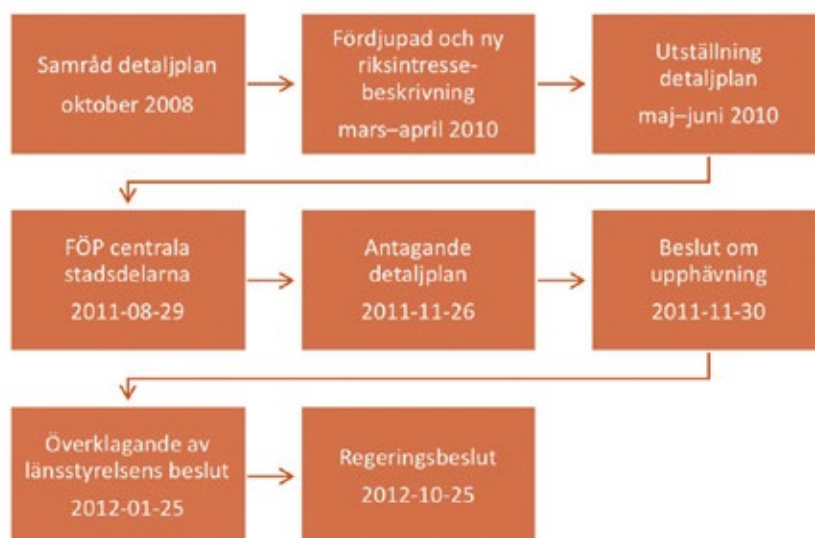 Samråd detaljplan
oktober 2008
Fördjupad och ny
riksintresse-
beskrivning
mars–april 2010
Utställning
detaljplan
maj–juni 2010
FÖP centrala
stadsdelarna
2011-08-29
Antagande
detaljplan
2011-11-26
Beslut om
upphävning
2011-11-30
Överklagande av
länsstyrelsens beslut
2012-01-25
Regeringsbeslut
2012-10-25